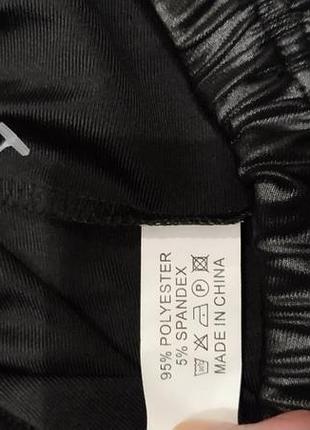 95% POLYESTER
5% SPANDEX
MADE IN CHINA